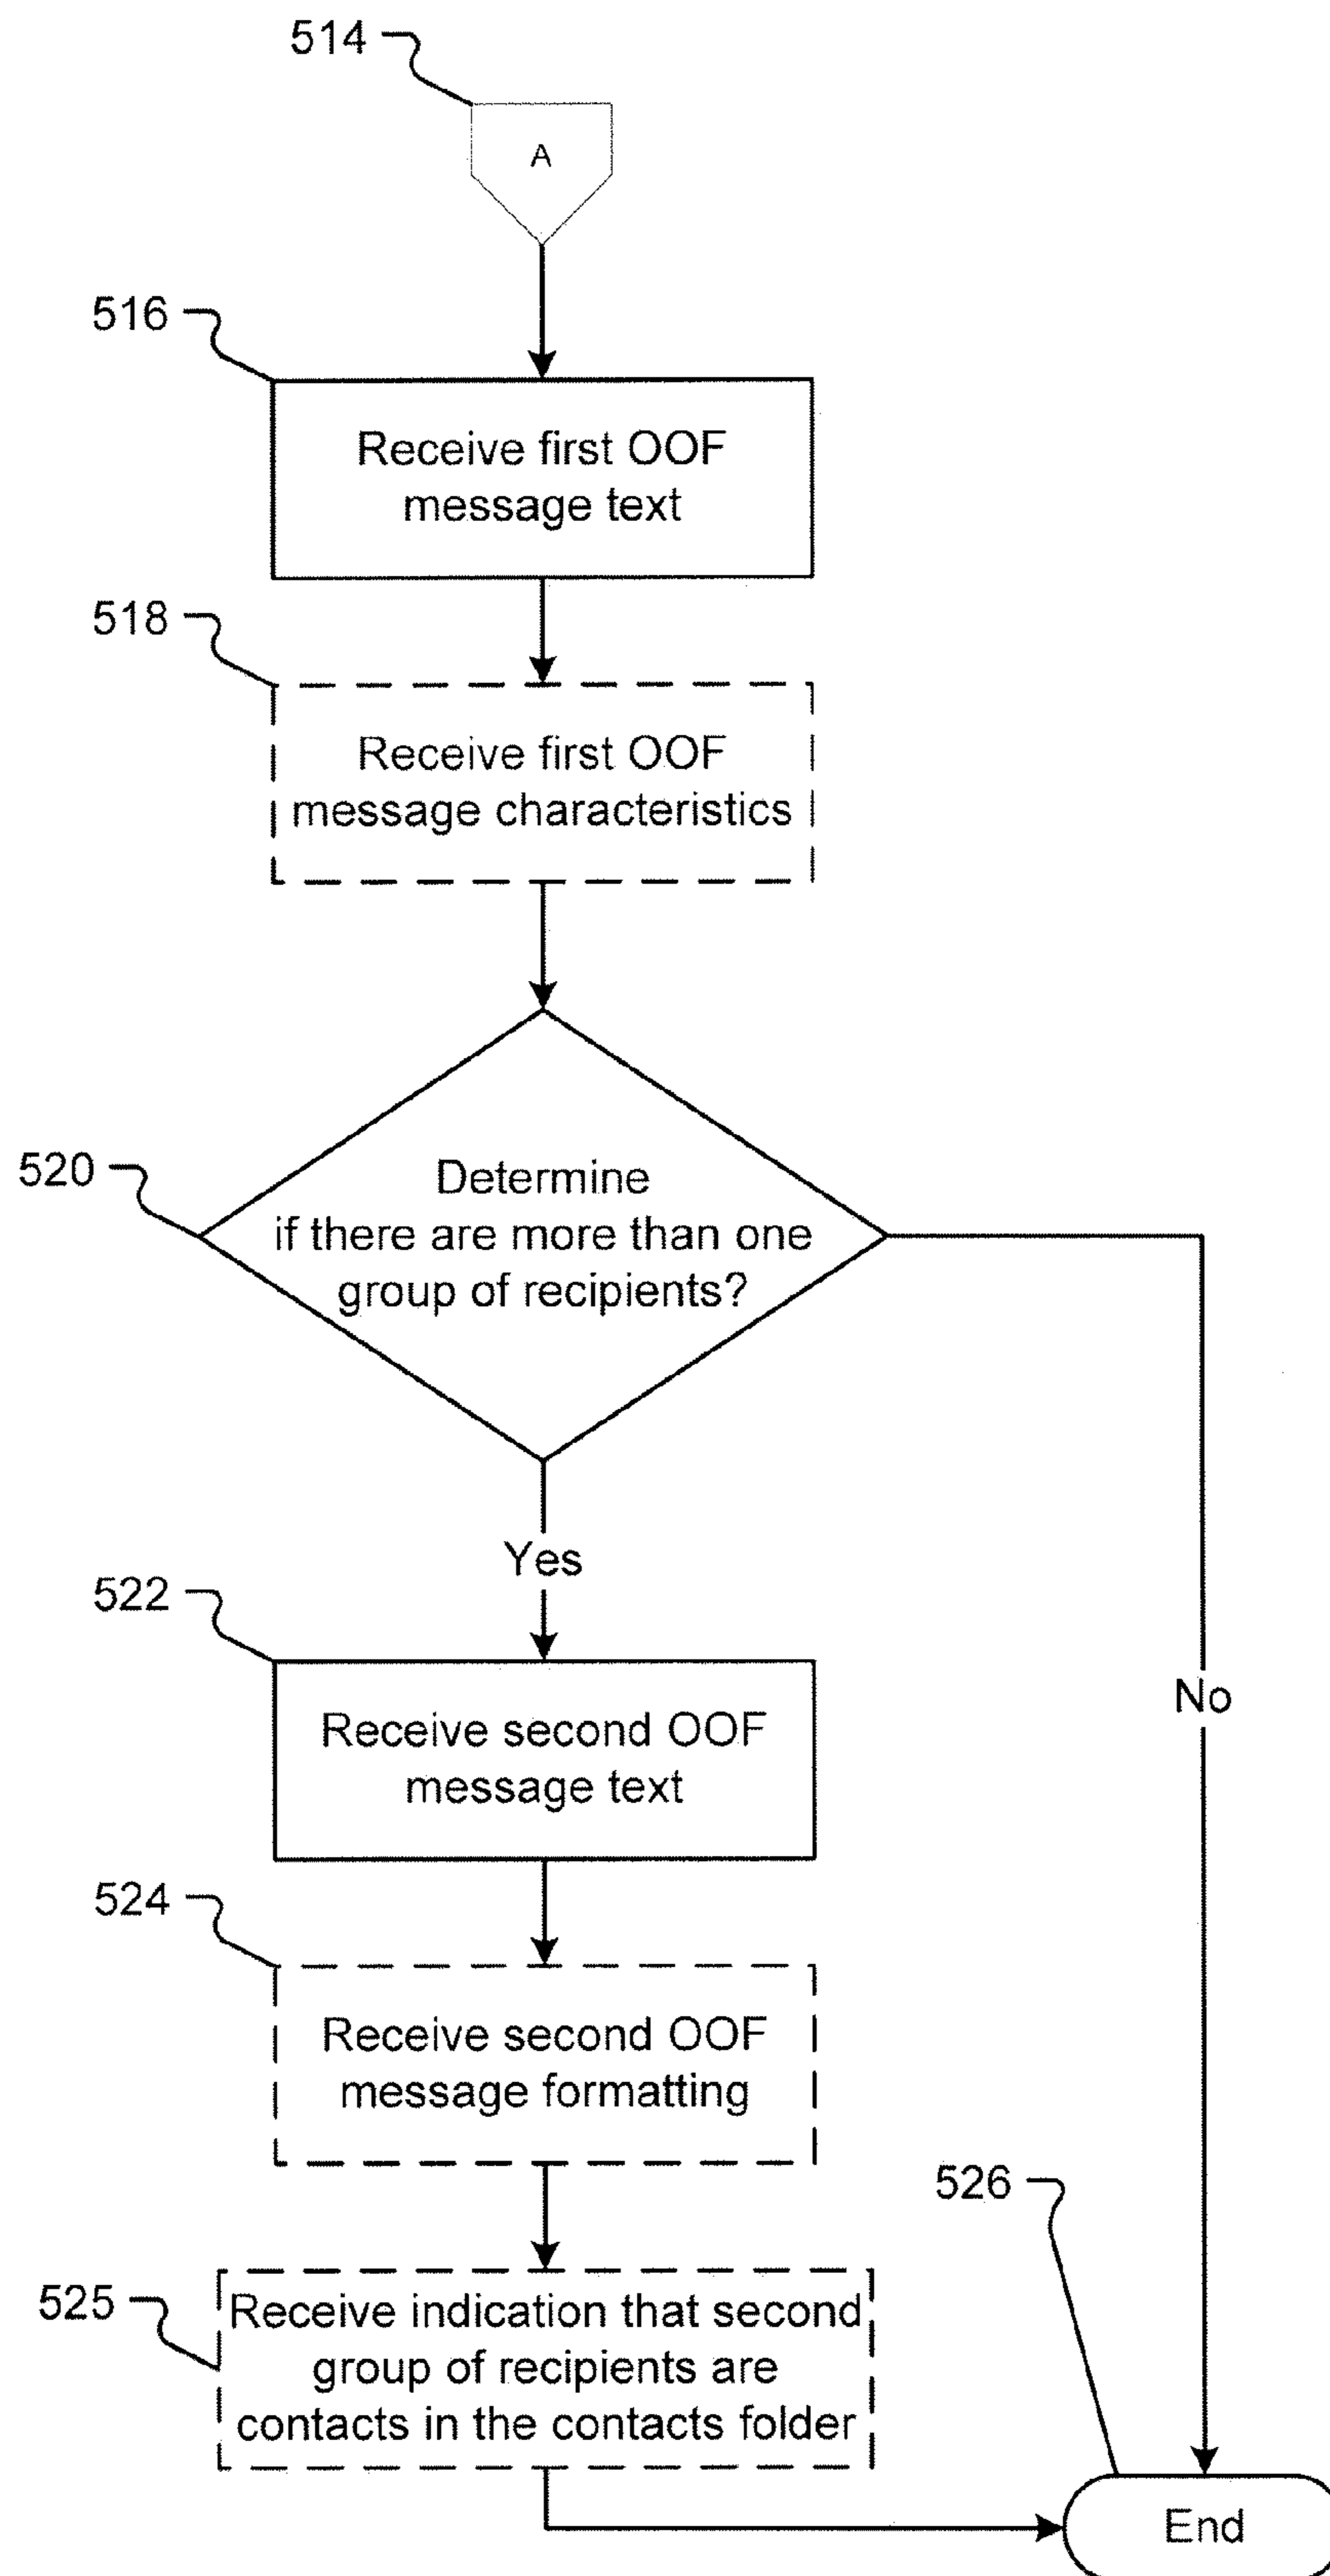 514
A
516
Receive first OOF
message text
518
Receive first OOF
message characteristics
520
Determine
if there are more than one
group of recipients?
Yes
522
Receive second OOF
message text
No
524
Receive second OOF
message formatting
526
525
Receive indication that second
group of recipients are
contacts in the contacts folder
End